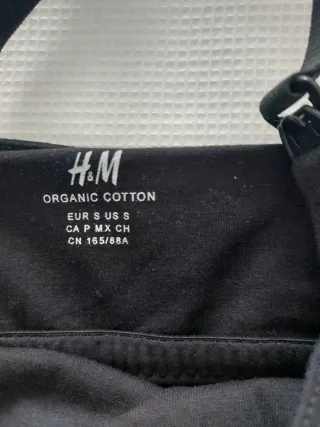 H&M
ORGANIC COTTON
EUR S US S
CA P MX CH
CN 165/88A